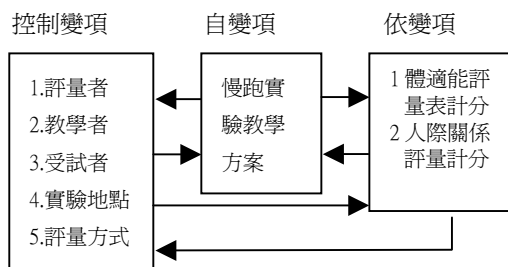 控制變項 自變項 依變項
1.評量者
2.教學者
3.受試者
4.實驗地點
5.評量方式
慢跑實
驗教學
方案
1 體適能評
量表計分
2 人際關係
評量計分